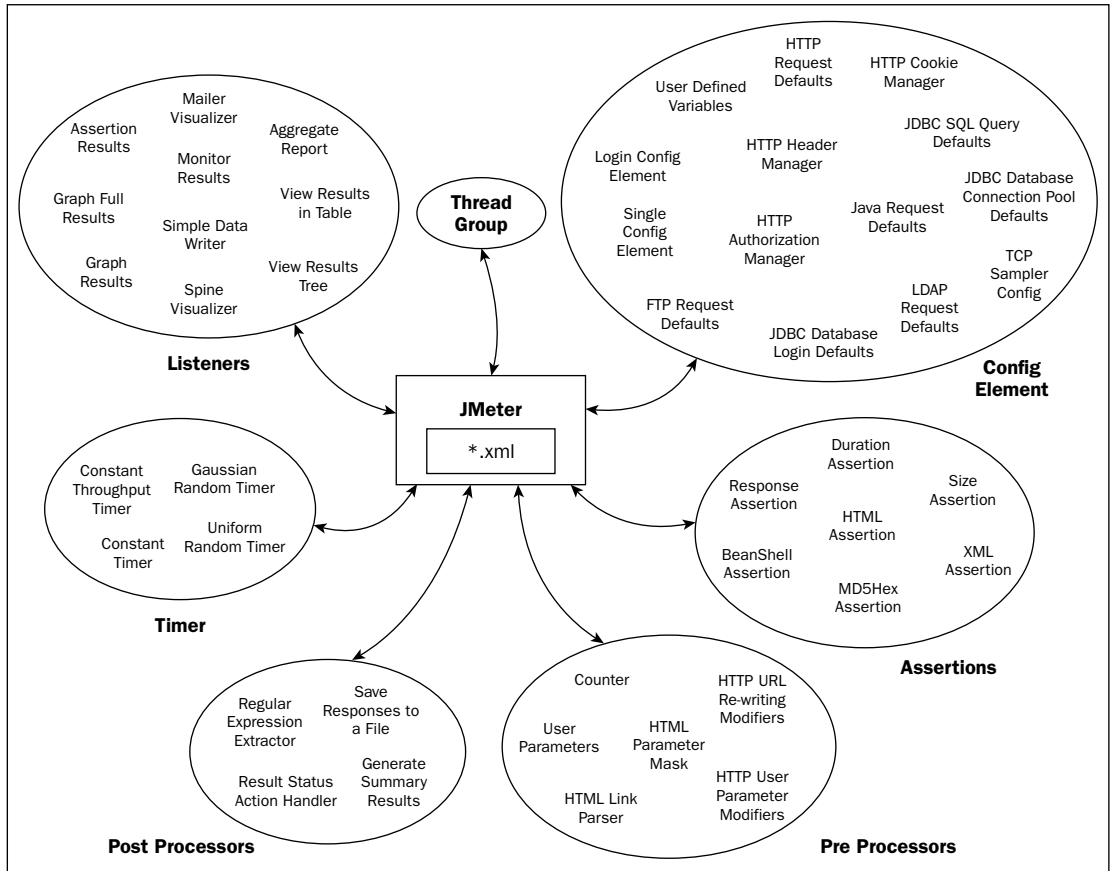 Mailer
Visualizer
Assertion
Results
Aggregate
Report
Monitor
Results
Graph Full
Results
View Results
in Table
Simple Data
Writer
Graph
Results
View Results
Tree
Spine
Visualizer
Listeners
Thread
Group
HTTP
Request
Defaults
HTTP Cookie
Manager
User Defined
Variables
JDBC SQL Query
Defaults
HTTP Header
Manager
Login Config
Element
JDBC Database
Connection Pool
Defaults
Java Request
Defaults
Single
Config
Element
HTTP
Authorization
Manager
TCP
Sampler
Config
LDAP
Request
Defaults
FTP Request
Defaults
JDBC Database
Login Defaults
Config
Element
JMeter
*.xml
Constant
Throughput
Timer
Gaussian
Random Timer
Constant
Timer
Uniform
Random Timer
Timer
Duration
Assertion
Response
Assertion
Size
Assertion
HTML
Assertion
BeanShell
Assertion
XML
Assertion
MD5Hex
Assertion
Assertions
Regular
Expression
Extractor
Save
Responses to
a File
Result Status
Action Handler
Generate
Summary
Results
Post Processors
Counter
HTTP URL
Re-writing
Modifiers
User
Parameters
HTML
Parameter
Mask
HTML Link
Parser
HTTP User
Parameter
Modifiers
Pre Processors